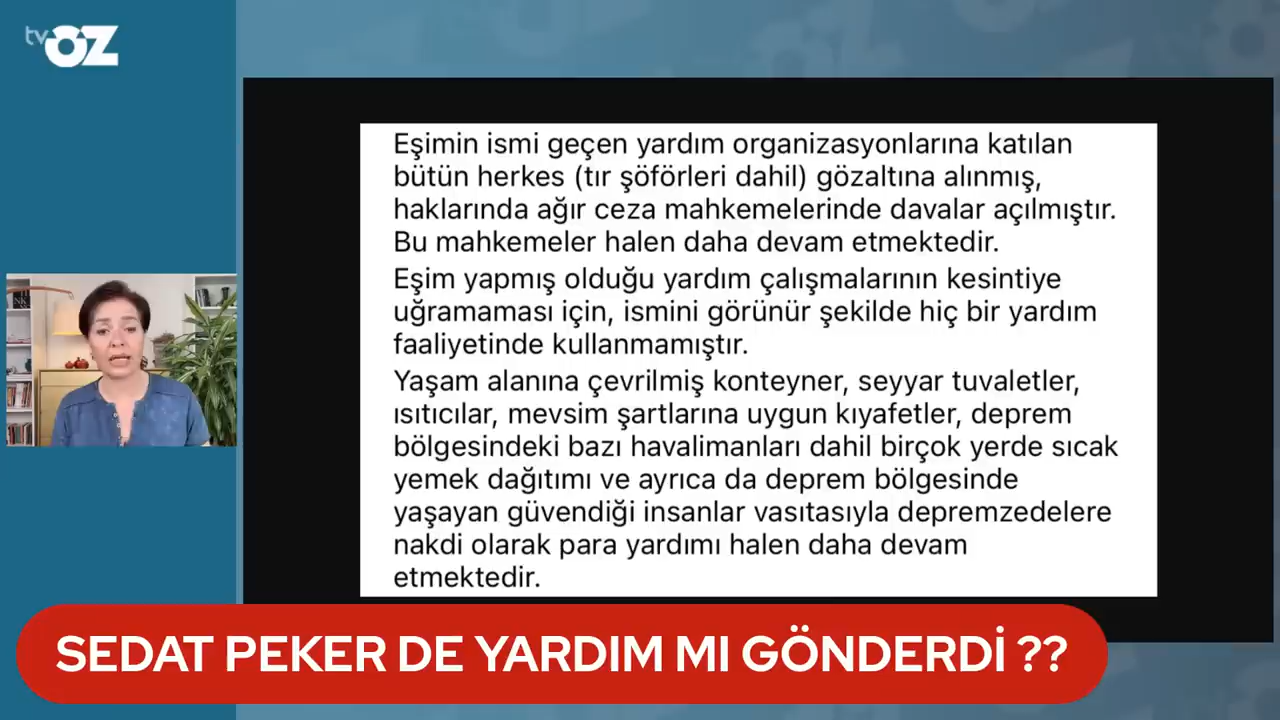 tv ÖZ
Eşimin ismi geçen yardım organizasyonlarına katılan
bütün herkes (tır şöförleri dahil) gözaltına alınmış,
haklarında ağır ceza mahkemelerinde davalar açılmıştır.
Bu mahkemeler halen daha devam etmektedir.
Eşim yapmış olduğu yardım çalışmalarının kesintiye
uğramaması için, ismini görünür şekilde hiç bir yardım
faaliyetinde kullanmamıştır.
Yaşam alanına çevrilmiş konteyner, seyyar tuvaletler,
ısıtıcılar, mevsim şartlarına uygun kıyafetler, deprem
bölgesindeki bazı havalimanları dahil birçok yerde sıcak
yemek dağıtımı ve ayrıca da deprem bölgesinde
yaşayan güvendiği insanlar vasıtasıyla depremzedelere
nakdi olarak para yardımı halen daha devam
etmektedir.
SEDAT PEKER DE YARDIM MI GÖNDERDİ ??